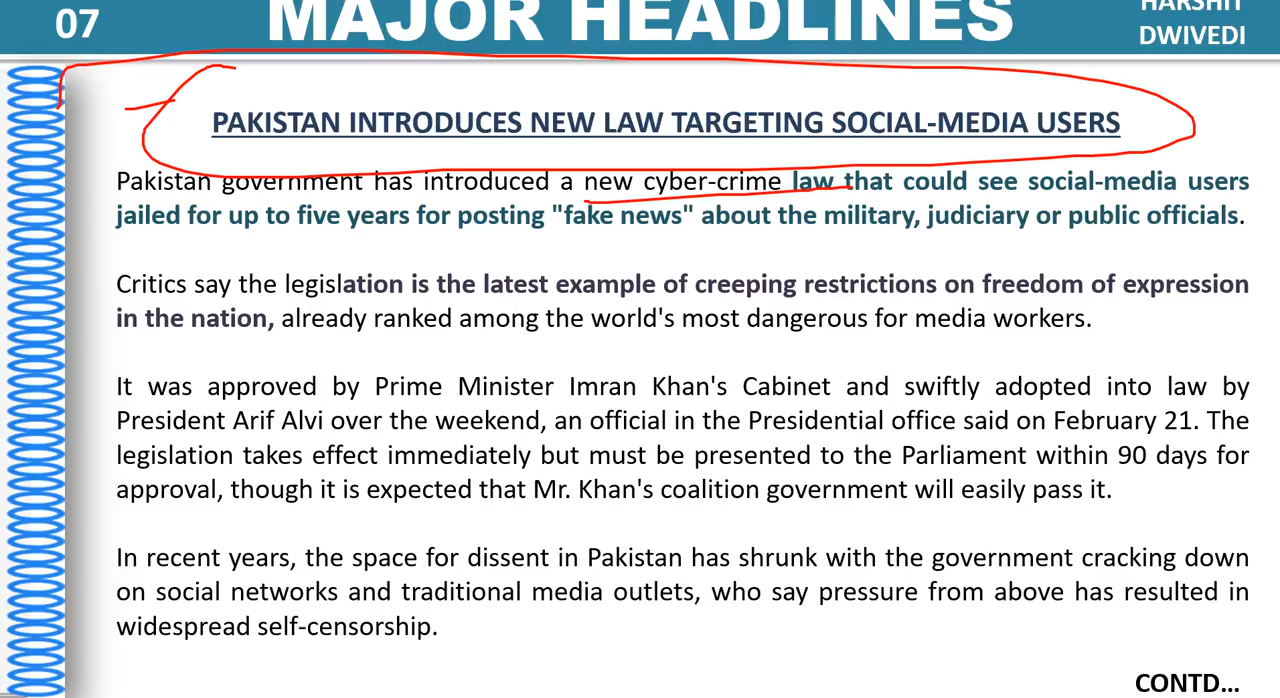 07
MAJOR HEADLINES
HARSHIT
DWIVEDI
PAKISTAN INTRODUCES NEW LAW TARGETING SOCIAL-MEDIA USERS
Pakistan government has introduced a new cyber-crime law that could see social-media users
jailed for up to five years for posting "fake news" about the military, judiciary or public officials.
Critics say the legislation is the latest example of creeping restrictions on freedom of expression
in the nation, already ranked among the world's most dangerous for media workers.
It was approved by Prime Minister Imran Khan's Cabinet and swiftly adopted into law by
President Arif Alvi over the weekend, an official in the Presidential office said on February 21. The
legislation takes effect immediately but must be presented to the Parliament within 90 days for
approval, though it is expected that Mr. Khan's coalition government will easily pass it.
In recent years, the space for dissent in Pakistan has shrunk with the government cracking down
on social networks and traditional media outlets, who say pressure from above has resulted in
widespread self-censorship.
CONTD...